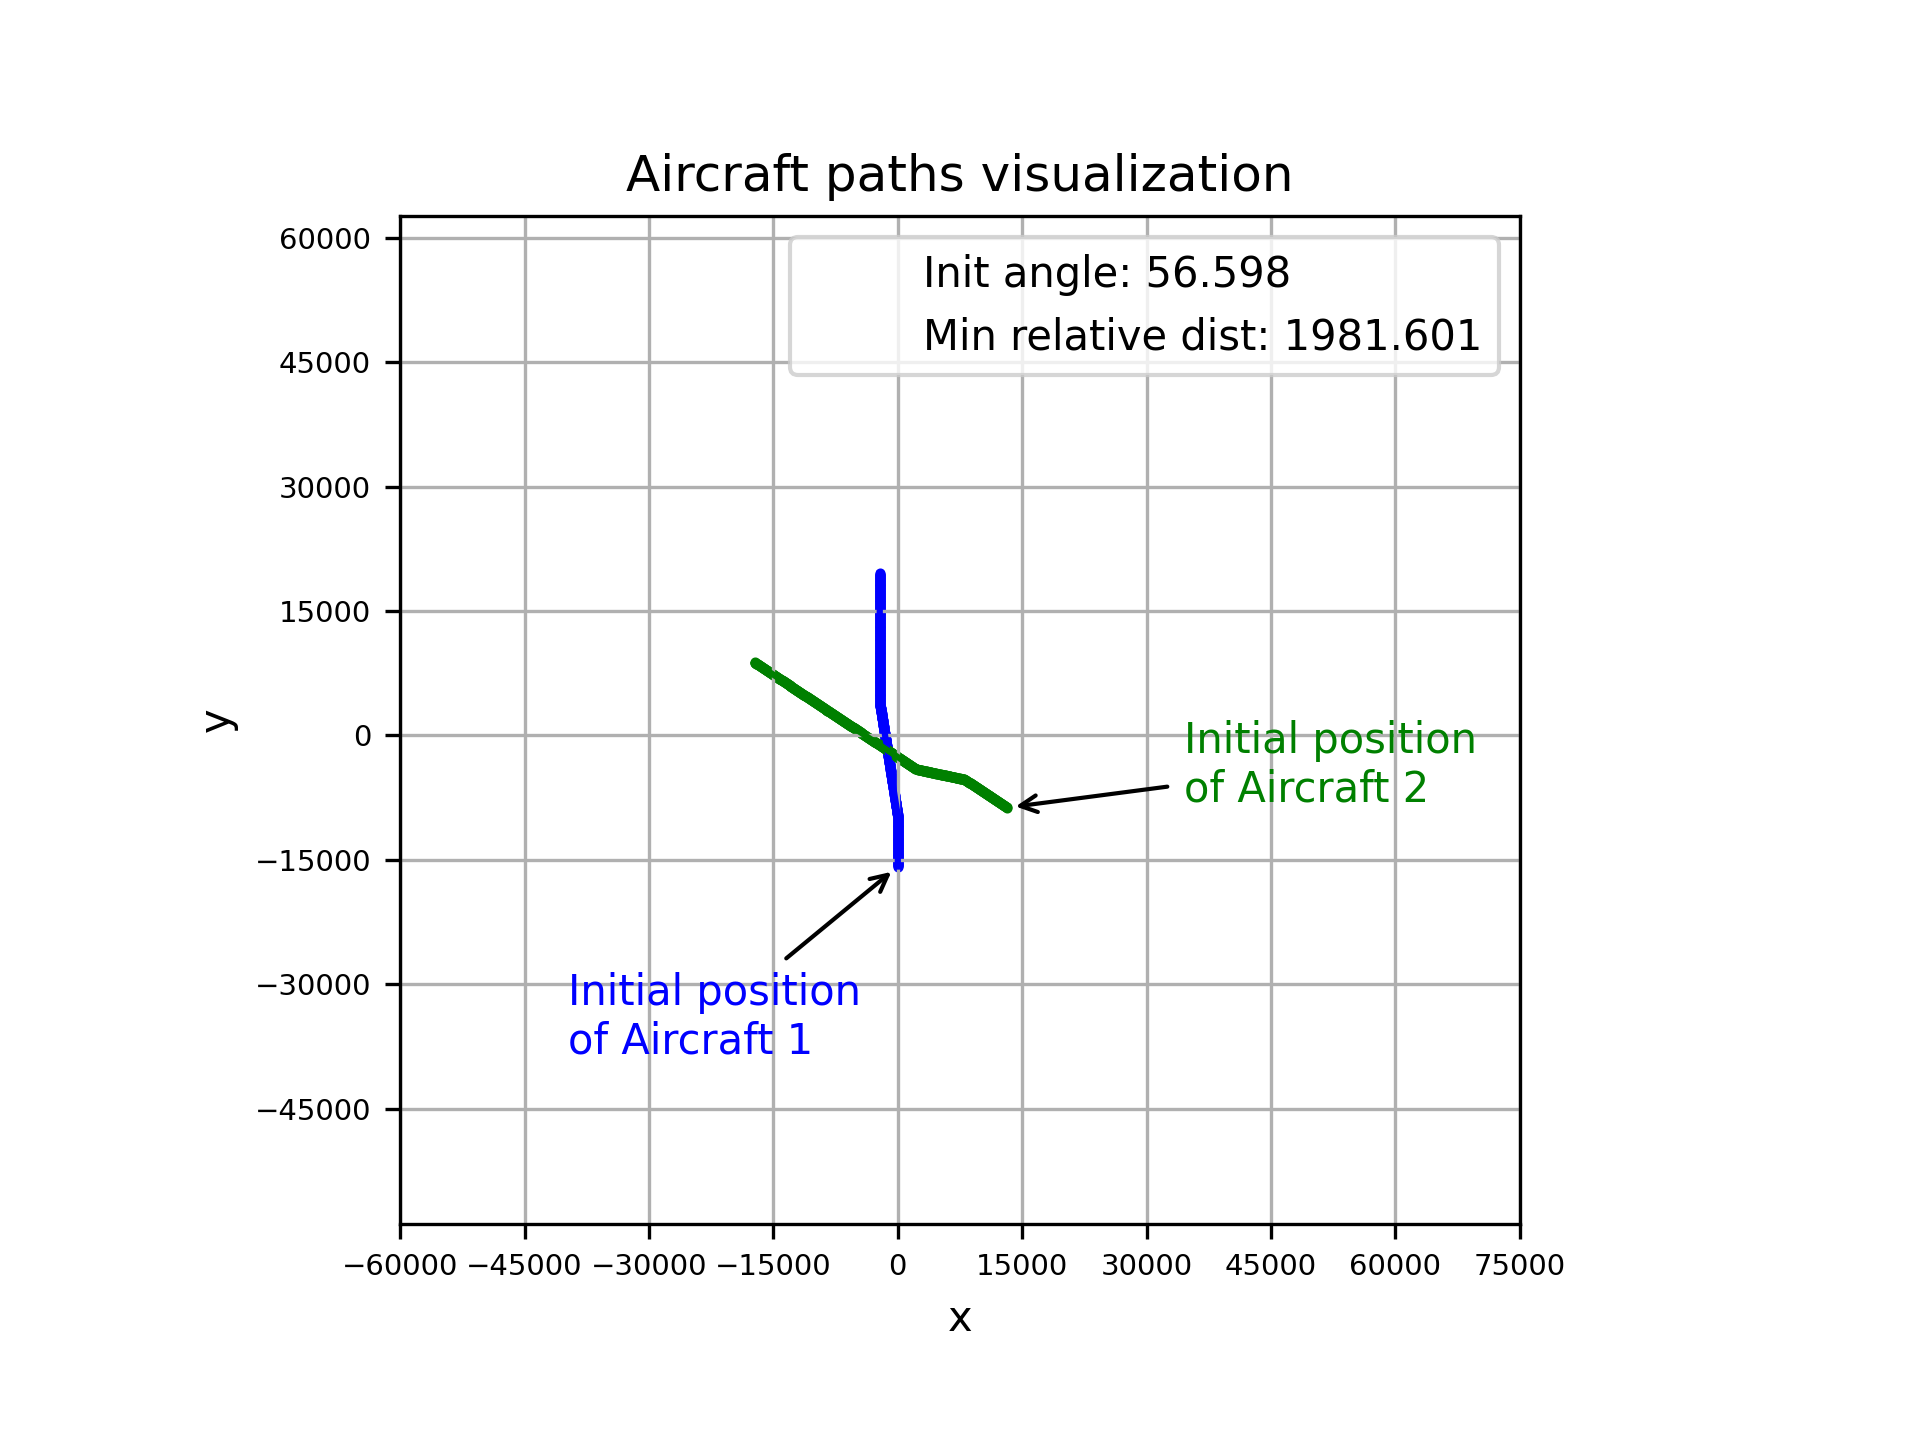 Aircraft paths visualization
60000
45000
30000
15000
0
−15000
−30000
−45000
y
Init angle: 56.598
Min relative dist: 1981.601
Initial position
of Aircraft 2
Initial position
of Aircraft 1
−60000 −45000 −30000 −15000 0 15000 30000 45000 60000 75000
x